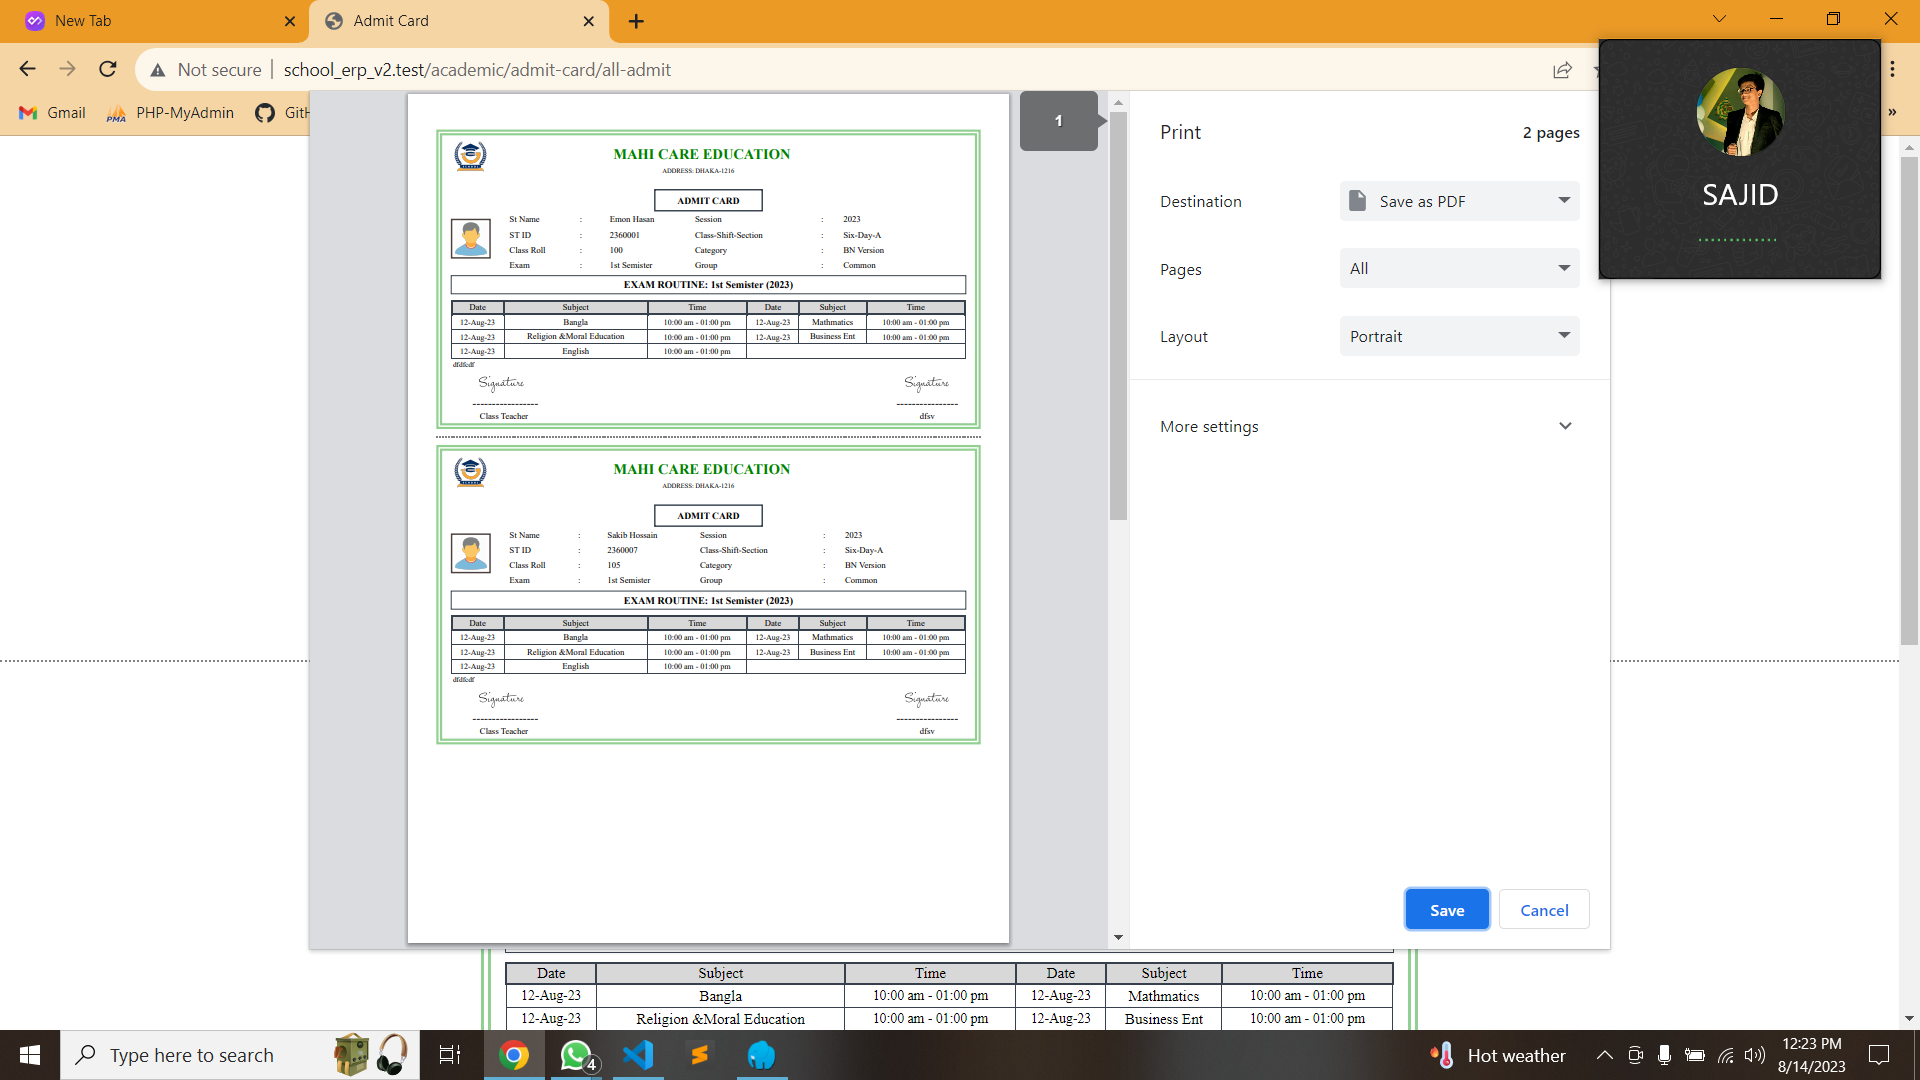 New Tab
Admit Card
Not secure school_erp_v2.test/academic/admit-card/all-admit
Gmail PHP-MyAdmin GitH
MAHI CARE EDUCATION
ADDRESS: DHAKA-1216
ADMIT CARD
St Name : Emon Hasan Session : 2023
ST ID : 2360001 Class-Shift-Section : Six-Day-A
Class Roll : 100 Category : BN Version
Exam : 1st Semister Group : Common
EXAM ROUTINE: 1st Semister (2023)
Date Subject Time Date Subject Time
12-Aug-23 Bangla 10:00 am - 01:00 pm 12-Aug-23 Mathmatics 10:00 am - 01:00 pm
12-Aug-23 Religion &Moral Education 10:00 am - 01:00 pm 12-Aug-23 Business Ent 10:00 am - 01:00 pm
12-Aug-23 English 10:00 am - 01:00 pm
Signature Signature
----------------- ----------------
Class Teacher dfsv
MAHI CARE EDUCATION
ADDRESS: DHAKA-1216
ADMIT CARD
St Name : Sakib Hossain Session : 2023
ST ID : 2360007 Class-Shift-Section : Six-Day-A
Class Roll : 105 Category : BN Version
Exam : 1st Semister Group : Common
EXAM ROUTINE: 1st Semister (2023)
Date Subject Time Date Subject Time
12-Aug-23 Bangla 10:00 am - 01:00 pm 12-Aug-23 Mathmatics 10:00 am - 01:00 pm
12-Aug-23 Religion &Moral Education 10:00 am - 01:00 pm 12-Aug-23 Business Ent 10:00 am - 01:00 pm
12-Aug-23 English 10:00 am - 01:00 pm
Signature Signature
----------------- ----------------
Class Teacher dfsv
1
Print 2 pages
Destination Save as PDF
Pages All
Layout Portrait
More settings
Save Cancel
SAJID
Date Subject Time Date Subject Time
12-Aug-23 Bangla 10:00 am - 01:00 pm 12-Aug-23 Mathmatics 10:00 am - 01:00 pm
12-Aug-23 Religion &Moral Education 10:00 am - 01:00 pm 12-Aug-23 Business Ent 10:00 am - 01:00 pm
Type here to search
4
Hot weather
12:23 PM
8/14/2023